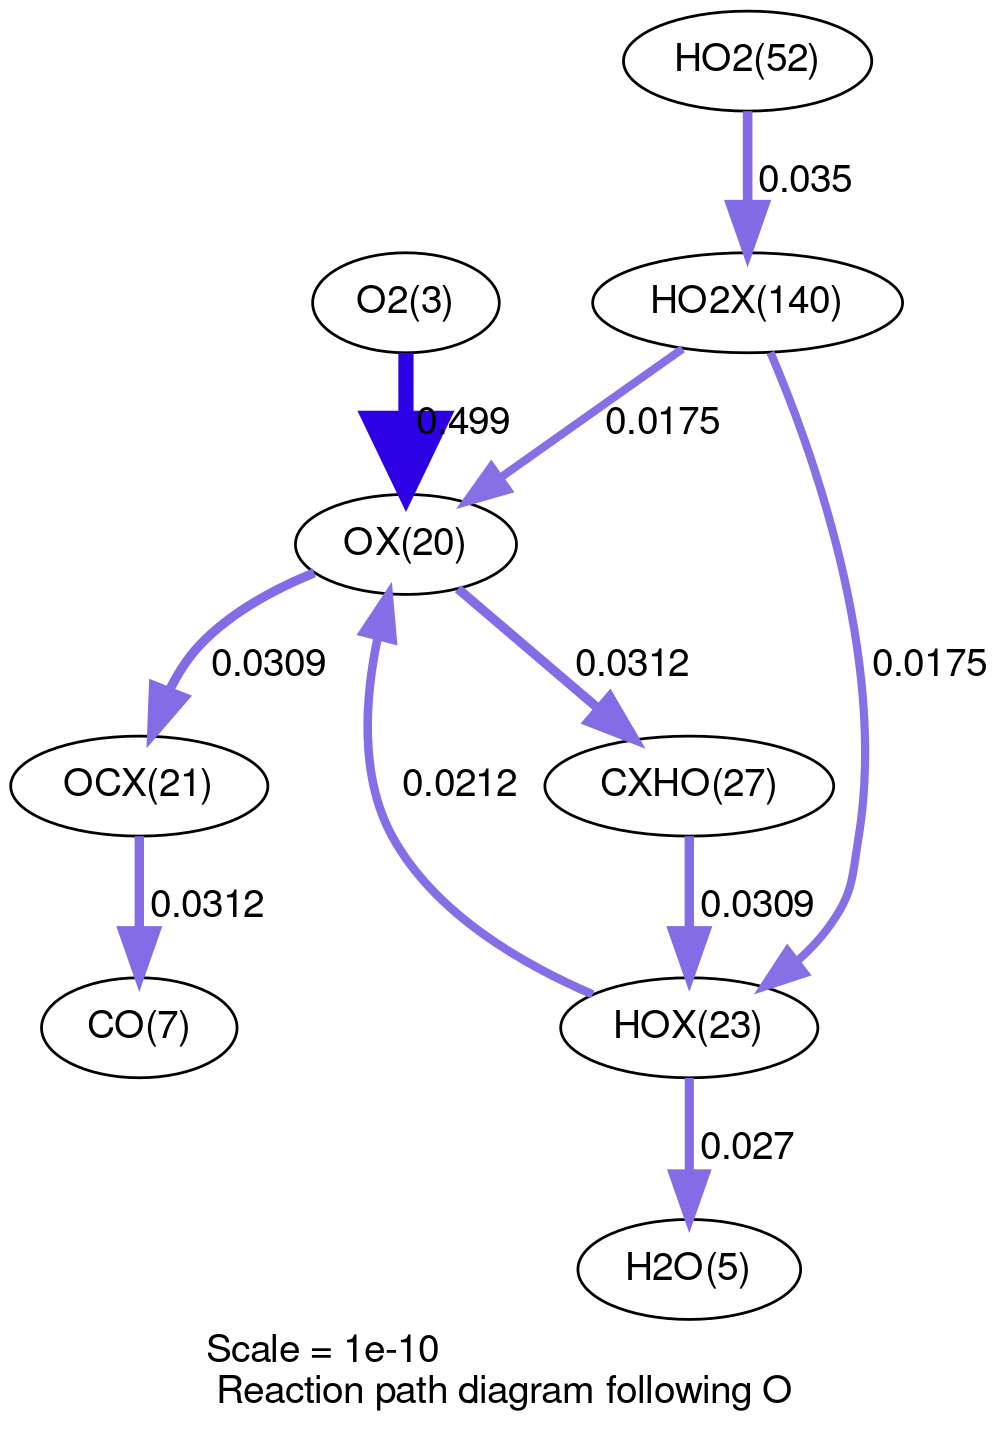 HO2(52)
0.035
O2(3)
HO2X(140)
0.499
0.0175
OX(20)
0.0309
0.0312
0.0175
OCX(21)
0.0212
CXHO(27)
0.0312
0.0309
CO(7)
HOX(23)
0.027
H2O(5)
Scale = 1e-10
Reaction path diagram following O